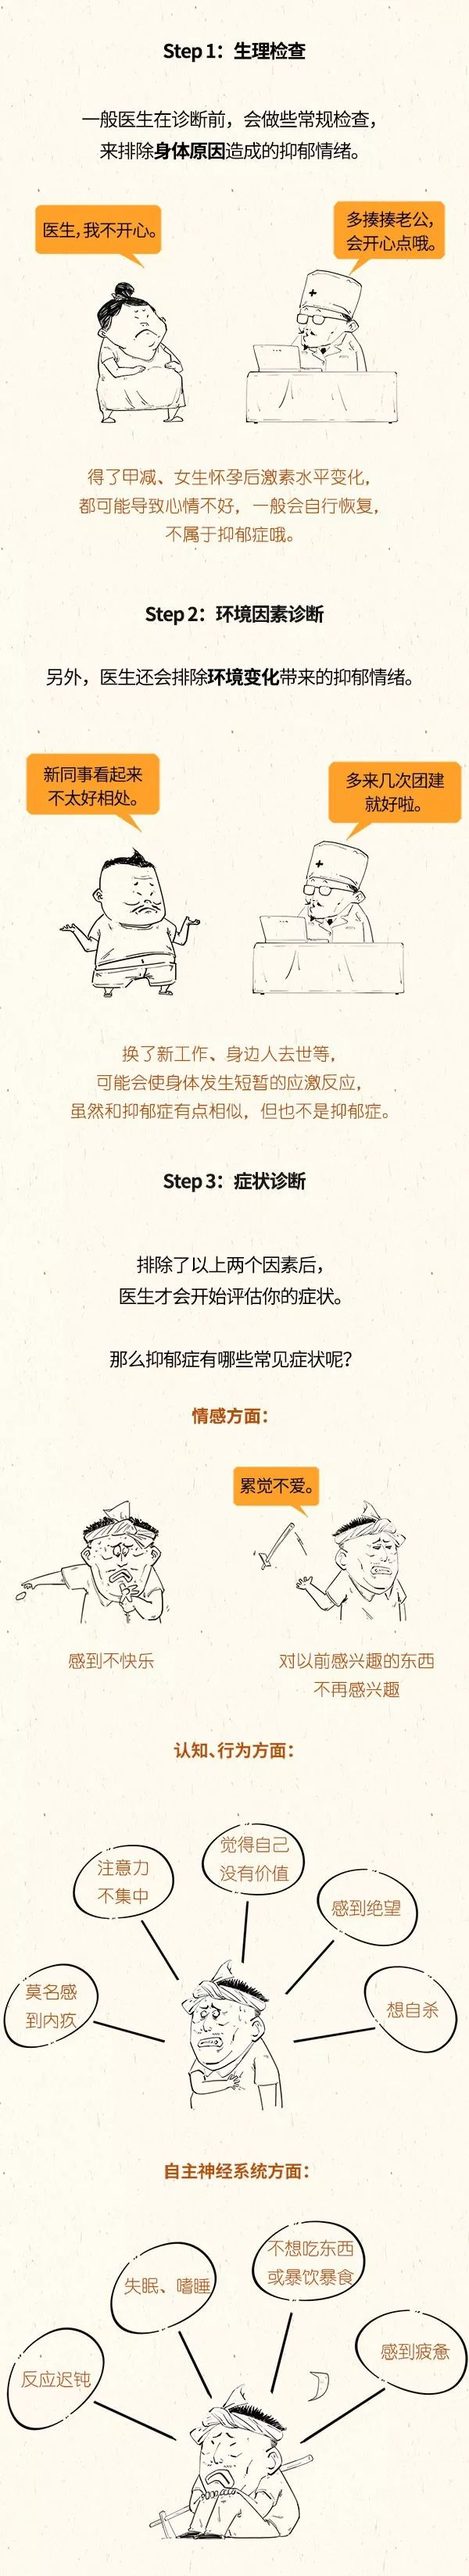 Step 1：生理检查
一般医生在诊断前，会做些常规检查，
来排除身体原因造成的抑郁情绪。
医生，我不开心。
多揍揍老公，
会开心点哦。
得了甲减、女生怀孕后激素水平变化，
都可能导致心情不好，一般会自行恢复，
不属于抑郁症哦。
Step 2：环境因素诊断
另外，医生还会排除环境变化带来的抑郁情绪。
新同事看起来
不太好相处。
多来几次团建
就好啦。
换了新工作、身边人去世等，
可能会使身体发生短暂的应激反应，
虽然和抑郁症有点相似，但也不是抑郁症。
Step 3：症状诊断
排除了以上两个因素后，
医生才会开始评估你的症状。
那么抑郁症有哪些常见症状呢？
情感方面：
累觉不爱。
感到不快乐
对以前感兴趣的东西
不再感兴趣
认知、行为方面：
觉得自己
没有价值
注意力
不集中
感到绝望
莫名感
到内疚
想自杀
自主神经系统方面：
不想吃东西
或暴饮暴食
失眠、嗜睡
感到疲惫
反应迟钝